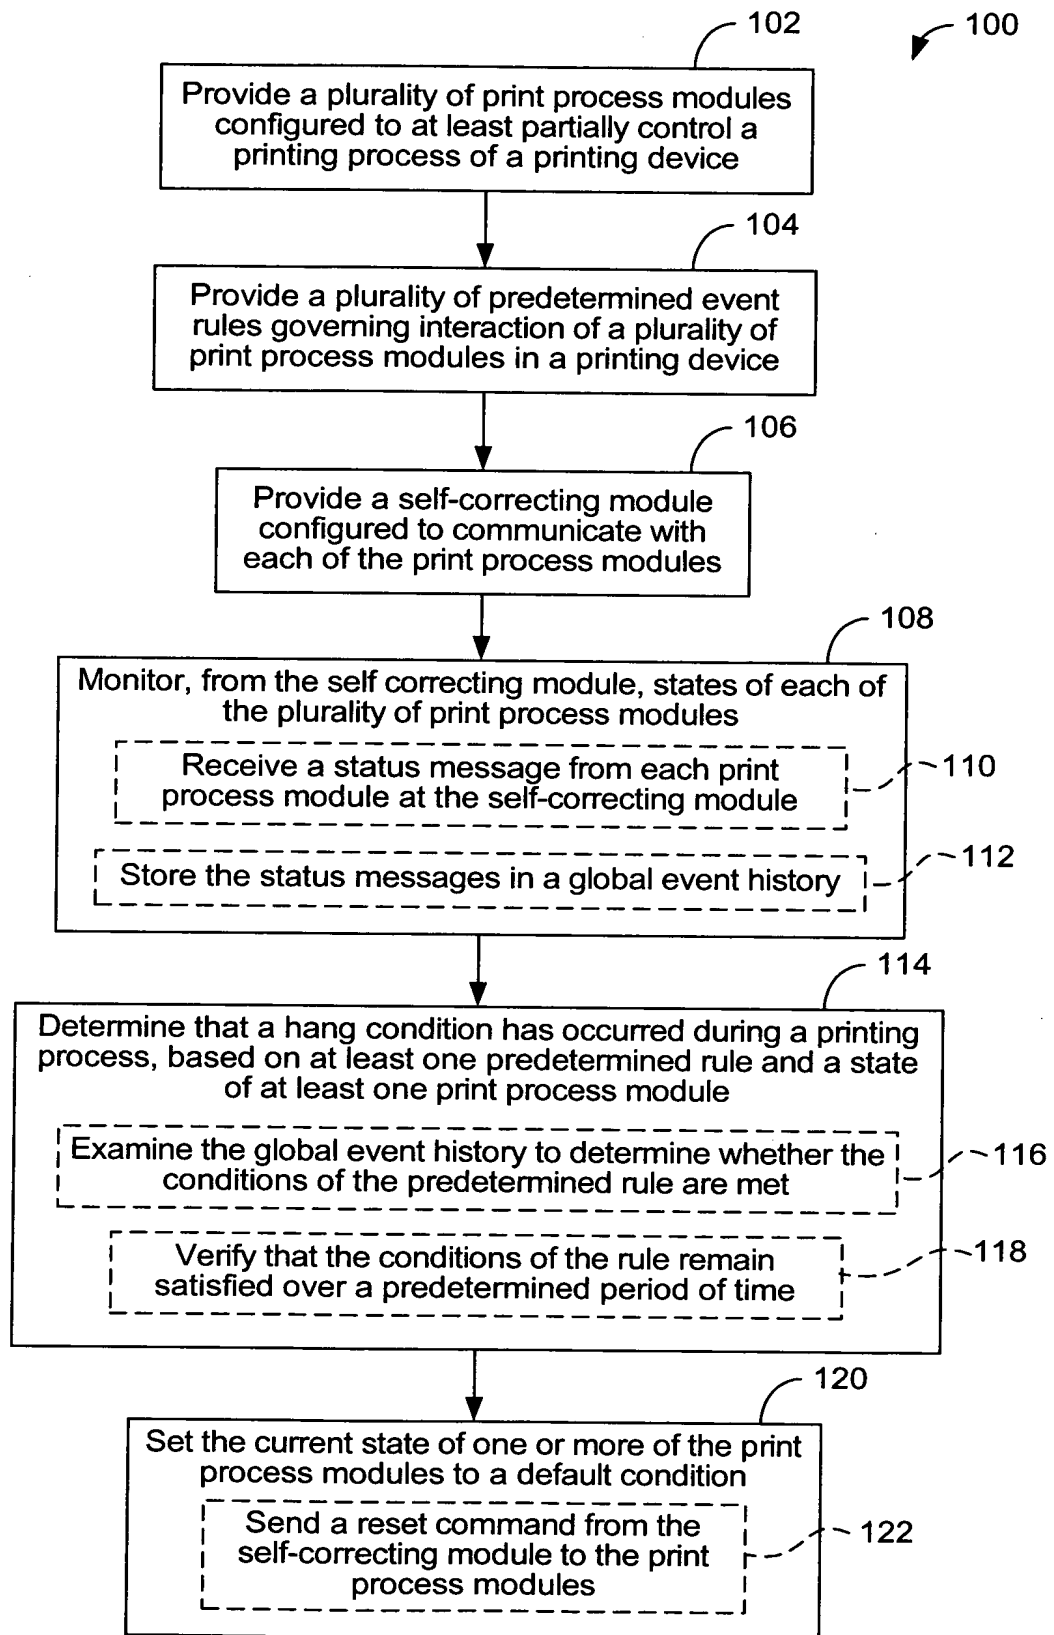 102
100
Provide a plurality of print process modules
configured to at least partially control a
printing process of a printing device
104
Provide a plurality of predetermined event
rules governing interaction of a plurality of
print process modules in a printing device
106
Provide a self-correcting module
configured to communicate with
each of the print process modules
108
Monitor, from the self correcting module, states of each of
the plurality of print process modules
Receive a status message from each print
process module at the self-correcting module
110
Store the status messages in a global event history
112
114
Determine that a hang condition has occurred during a printing
process, based on at least one predetermined rule and a state
of at least one print process module
Examine the global event history to determine whether the
conditions of the predetermined rule are met
116
Verify that the conditions of the rule remain
satisfied over a predetermined period of time
118
120
Set the current state of one or more of the print
process modules to a default condition
Send a reset command from the
self-correcting module to the print
process modules
122